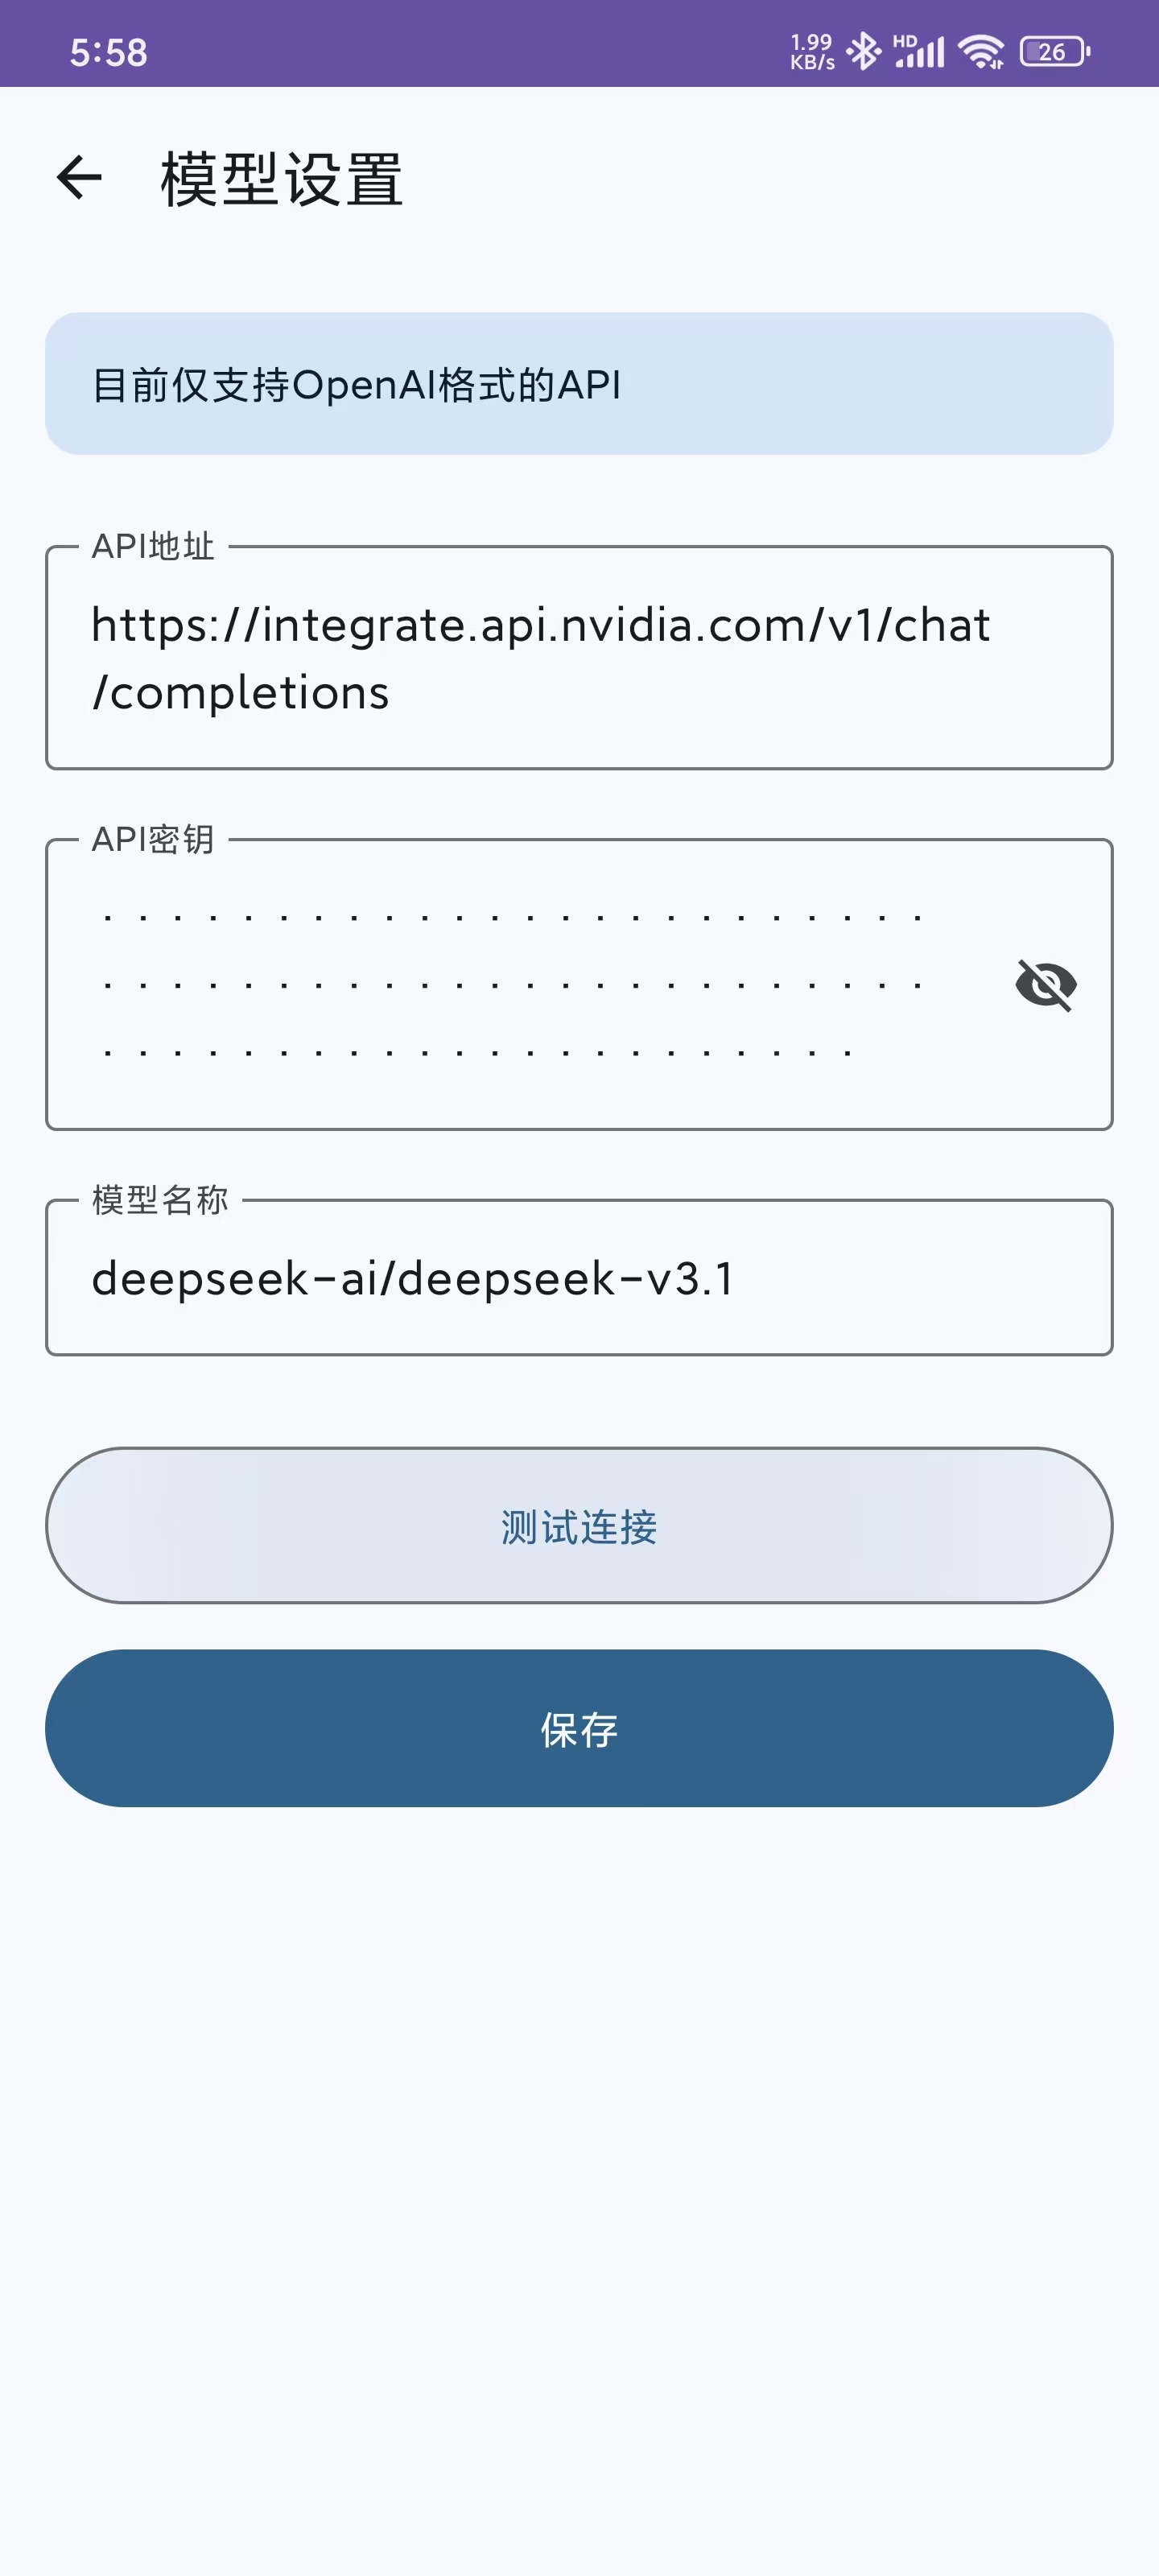 5:58
1.99
KB/s
HD
26
模型设置
目前仅支持OpenAI格式的API
API地址
https://integrate.api.nvidia.com/v1/chat
/completions
API密钥
模型名称
deepseek-ai/deepseek-v3.1
测试连接
保存